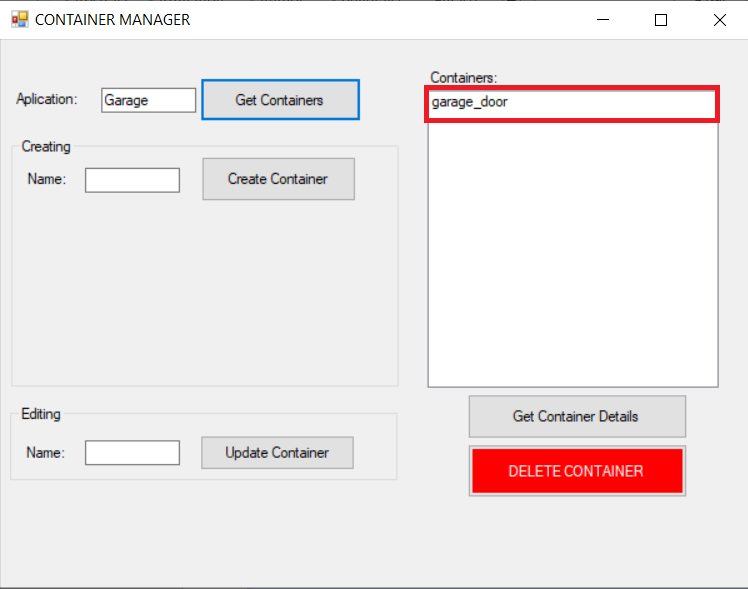 CONTAINER MANAGER
Aplication:
Garage
Get Containers
Containers:
garage_door
Creating
Name:
Create Container
Editing
Name:
Update Container
Get Container Details
DELETE CONTAINER